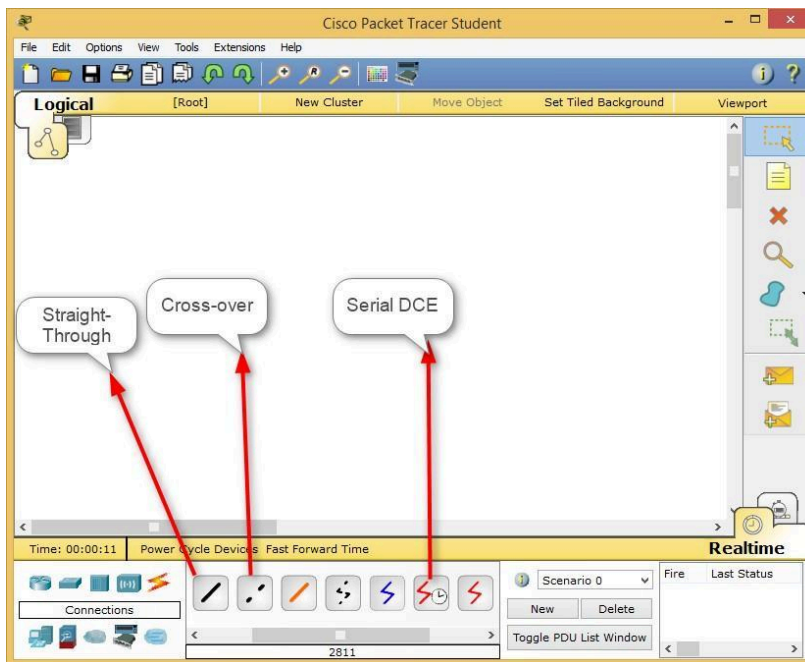 Cisco Packet Tracer Student
File Edit Options View Tools Extensions Help
Logical [Root] New Cluster Move Object Set Tiled Background Viewport
Straight-
Through
Cross-over
Serial DCE
Time: 00:00:11 Power Cycle Devices Fast Forward Time Realtime
Connections
2811
Scenario 0
New Delete
Toggle PDU List Window
Fire Last Status